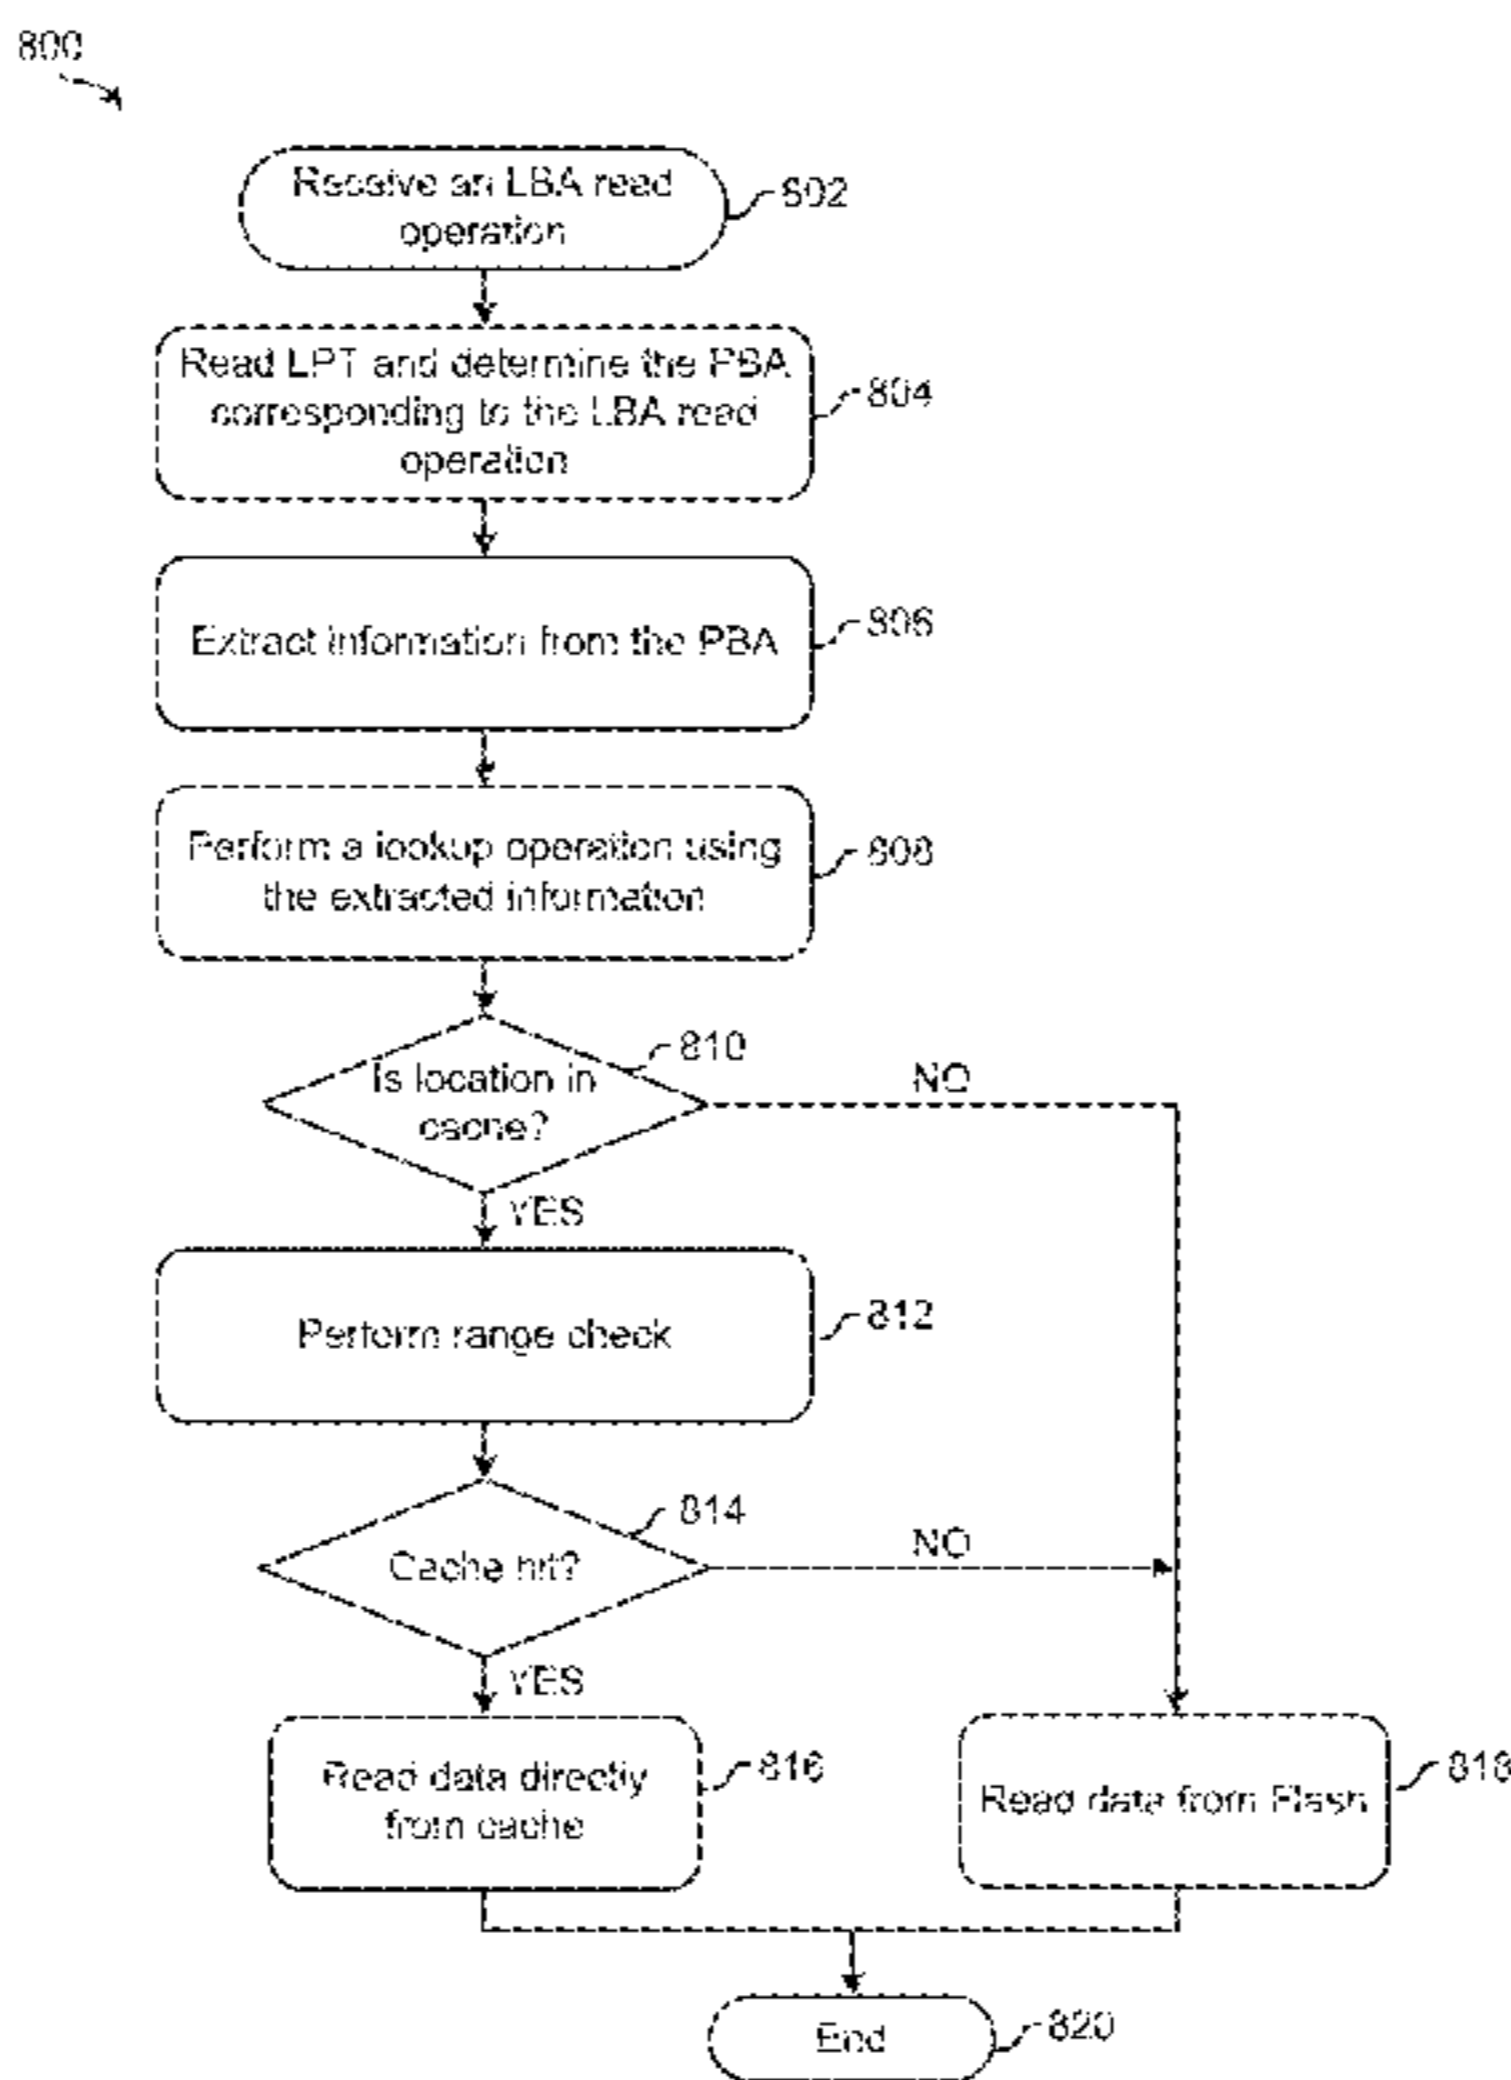 800
Receive an LBA read
operation
802
Read LPT and determine the PBA
corresponding to the LBA read
operation
804
Extract information from the PBA
806
Perform a lookup operation using
the extracted information
808
810
Is location in
cache?
NO
YES
Perform range check
812
814
Cache hit?
NO
YES
Read data directly
from cache
816
Read data from Flash
818
End
820